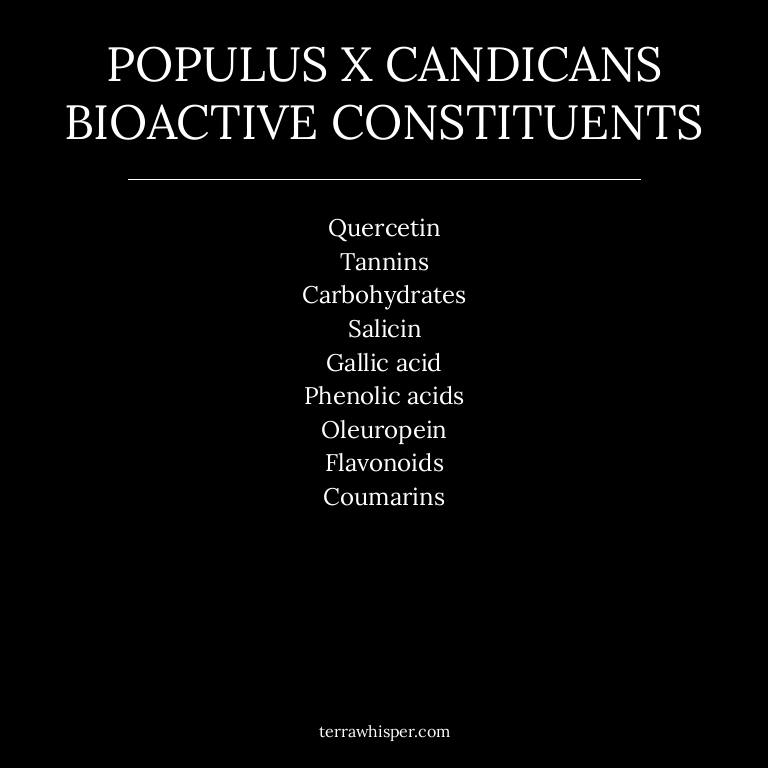 POPULUS X CANDICANS
BIOACTIVE CONSTITUENTS
Quercetin
Tannins
Carbohydrates
Salicin
Gallic acid
Phenolic acids
Oleuropein
Flavonoids
Coumarins
terrawhisper.com